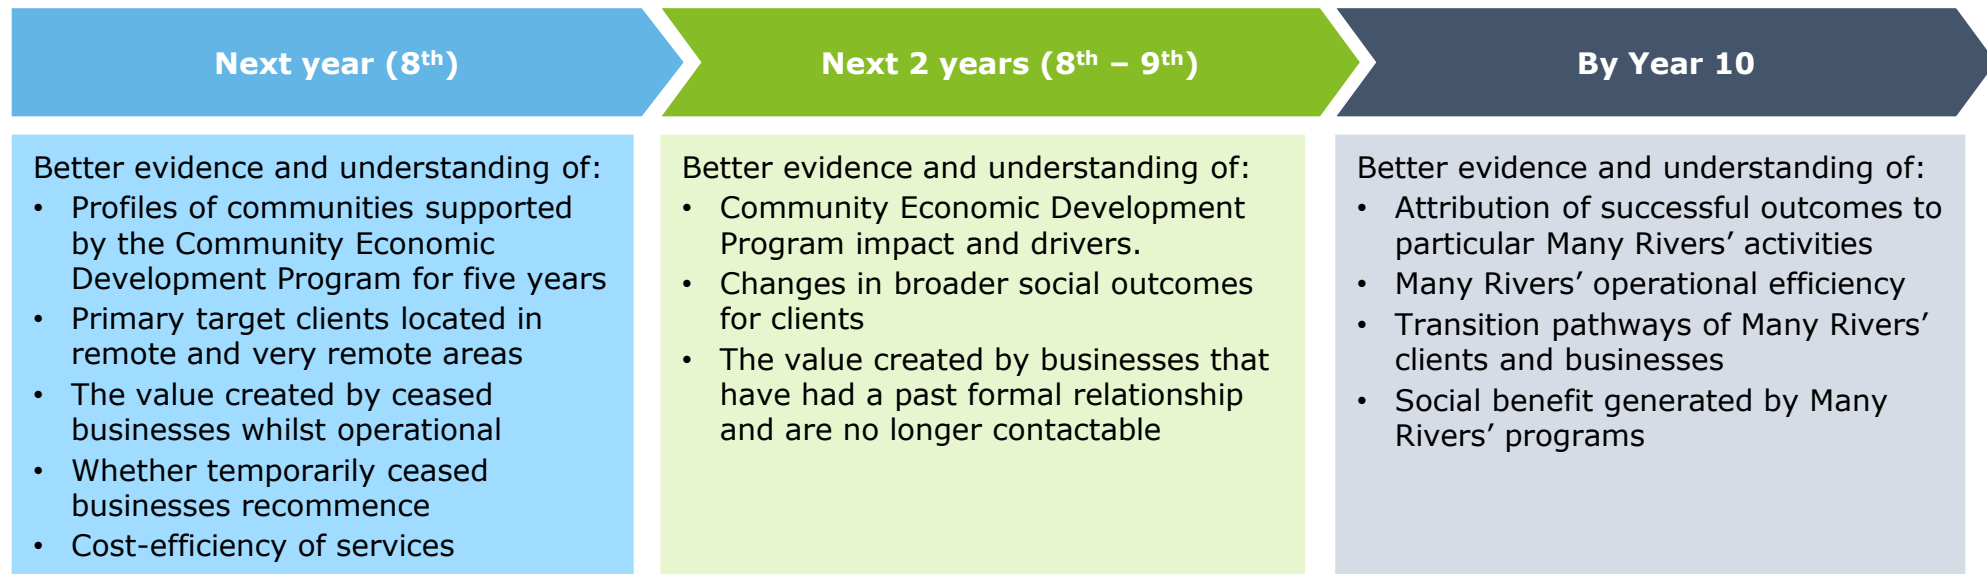 Next year (8th)
Next 2 years (8th – 9th)
By Year 10
Better evidence and understanding of:
• Profiles of communities supported
by the Community Economic
Development Program for five years
• Primary target clients located in
remote and very remote areas
• The value created by ceased
businesses whilst operational
• Whether temporarily ceased
businesses recommence
• Cost-efficiency of services
Better evidence and understanding of:
• Community Economic Development
Program impact and drivers.
• Changes in broader social outcomes
for clients
• The value created by businesses that
have had a past formal relationship
and are no longer contactable
Better evidence and understanding of:
• Attribution of successful outcomes to
particular Many Rivers’ activities
• Many Rivers’ operational efficiency
• Transition pathways of Many Rivers’
clients and businesses
• Social benefit generated by Many
Rivers’ programs